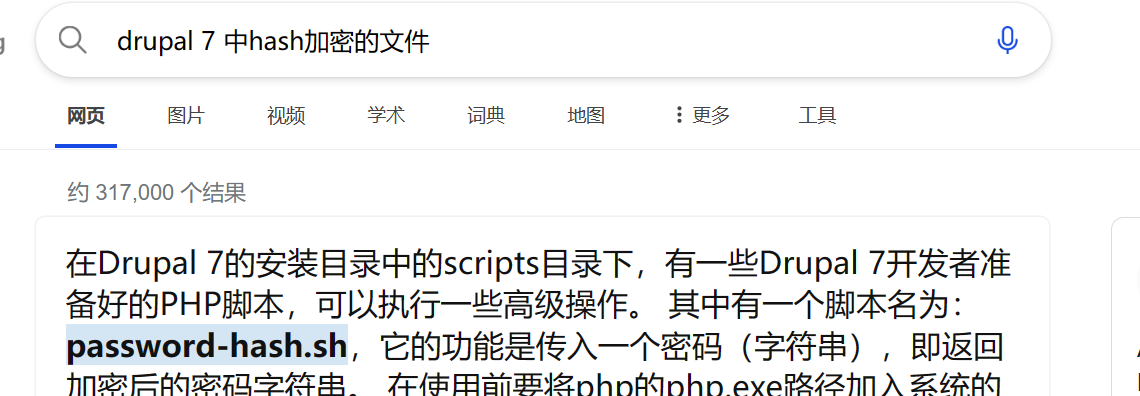 drupal 7 中hash加密的文件
网页 图片 视频 学术 词典 地图 更多 工具
约 317,000 个结果
在Drupal 7的安装目录中的scripts目录下，有一些Drupal 7开发者准
备好的PHP脚本，可以执行一些高级操作。 其中有一个脚本名为：
password-hash.sh，它的功能是传入一个密码（字符串），即返回
加密后的密码字符串。 在使用前要将php的php.exe路径加入系统的